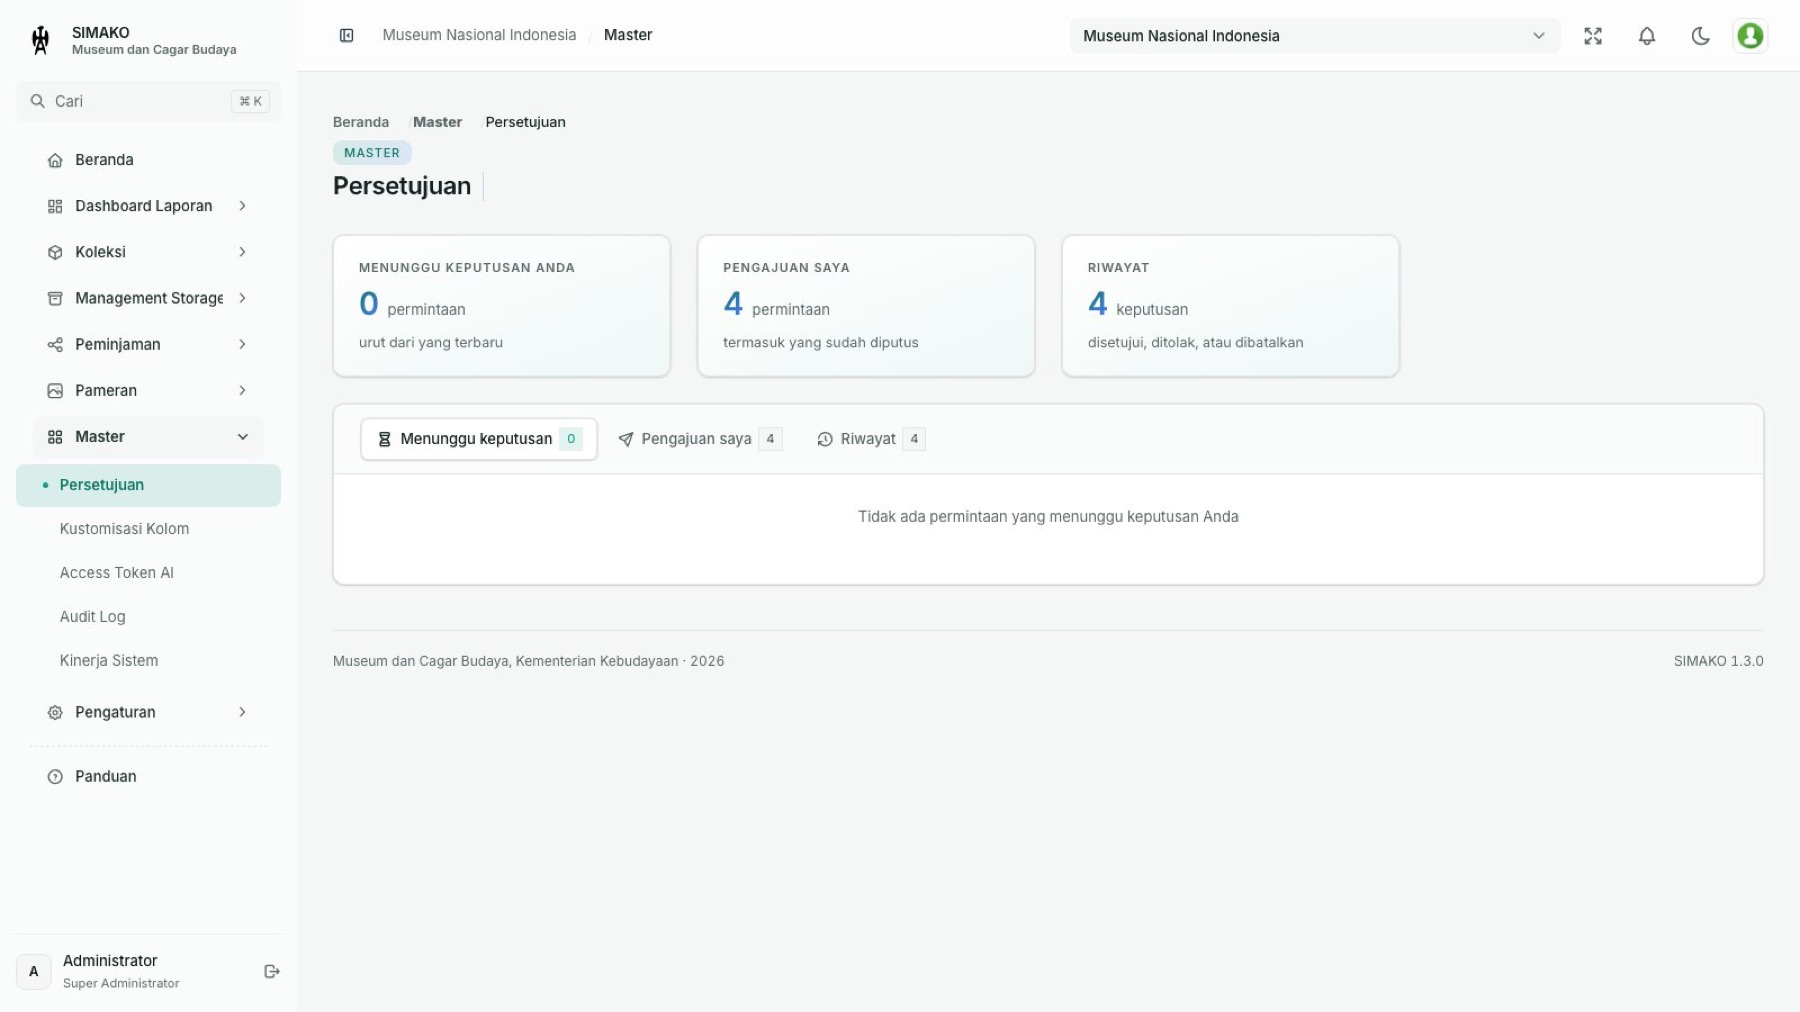 SIMAKO
Museum dan Cagar Budaya
Cari
⌘ K
Beranda
Dashboard Laporan
Koleksi
Management Storage
Peminjaman
Pameran
Master
Persetujuan
Kustomisasi Kolom
Access Token AI
Audit Log
Kinerja Sistem
Pengaturan
Panduan
A
Administrator
Super Administrator
Museum Nasional Indonesia / Master
Museum Nasional Indonesia
Beranda / Master Persetujuan
MASTER
Persetujuan
MENUNGGU KEPUTUSAN ANDA
0 permintaan
urut dari yang terbaru
PENGAJUAN SAYA
4 permintaan
termasuk yang sudah diputus
RIWAYAT
4 keputusan
disetujui, ditolak, atau dibatalkan
Menunggu keputusan 0
Pengajuan saya 4
Riwayat 4
Tidak ada permintaan yang menunggu keputusan Anda
Museum dan Cagar Budaya, Kementerian Kebudayaan · 2026
SIMAKO 1.3.0